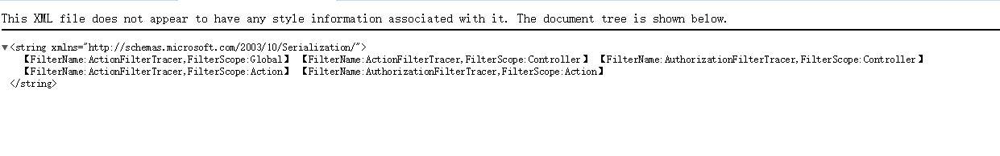 This XML file does not appear to have any style information associated with it. The document tree is shown below.
▼<string xmlns="http://schemas.microsoft.com/2003/10/Serialization/">
【FilterName:ActionFilterTracer,FilterScope:Global】 【FilterName:ActionFilterTracer,FilterScope:Controller】 【FilterName:AuthorizationFilterTracer,FilterScope:Controller】
【FilterName:ActionFilterTracer,FilterScope:Action】 【FilterName:AuthorizationFilterTracer,FilterScope:Action】
</string>